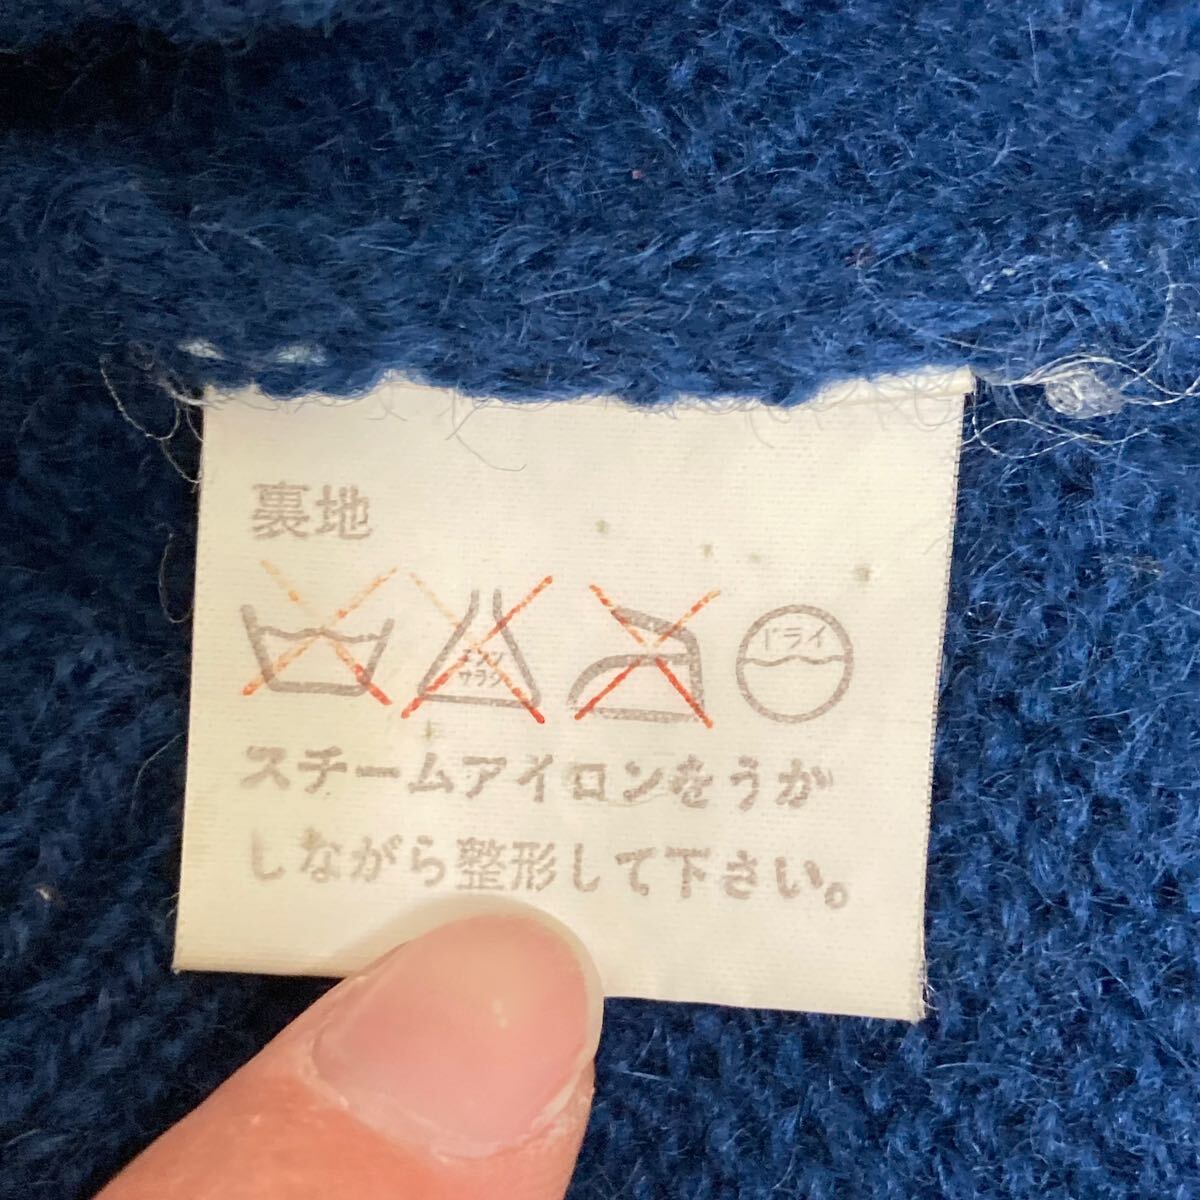 裏地
エンソ
サラシ
ドライ
スチームアイロンをうか
しながら整形して下さい。